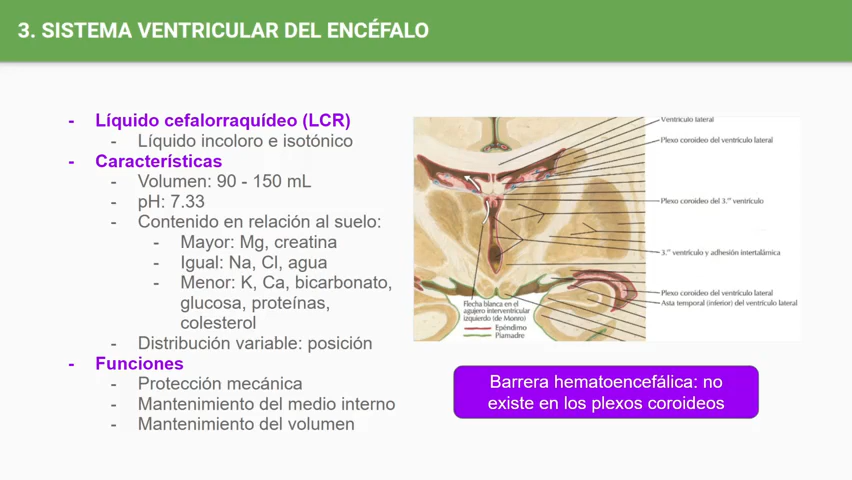 3. SISTEMA VENTRICULAR DEL ENCÉFALO
- Líquido cefalorraquídeo (LCR)
- Líquido incoloro e isotónico
- Características
- Volumen: 90 - 150 mL
- pH: 7.33
- Contenido en relación al suelo:
- Mayor: Mg, creatina
- Igual: Na, Cl, agua
- Menor: K, Ca, bicarbonato,
glucosa, proteínas,
colesterol
- Distribución variable: posición
- Funciones
- Protección mecánica
- Mantenimiento del medio interno
- Mantenimiento del volumen
Ventrículo lateral
Plexo coroideo del ventrículo lateral
Plexo coroideo del 3.er ventrículo
3.er ventrículo y adhesión intertalámica
Plexo coroideo del ventrículo lateral
Asta temporal (inferior) del ventrículo lateral
Flecha blanca en el
agujero interventricular
izquierdo (de Monro)
Epéndimo
Piamadre
Barrera hematoencefálica: no
existe en los plexos coroideos